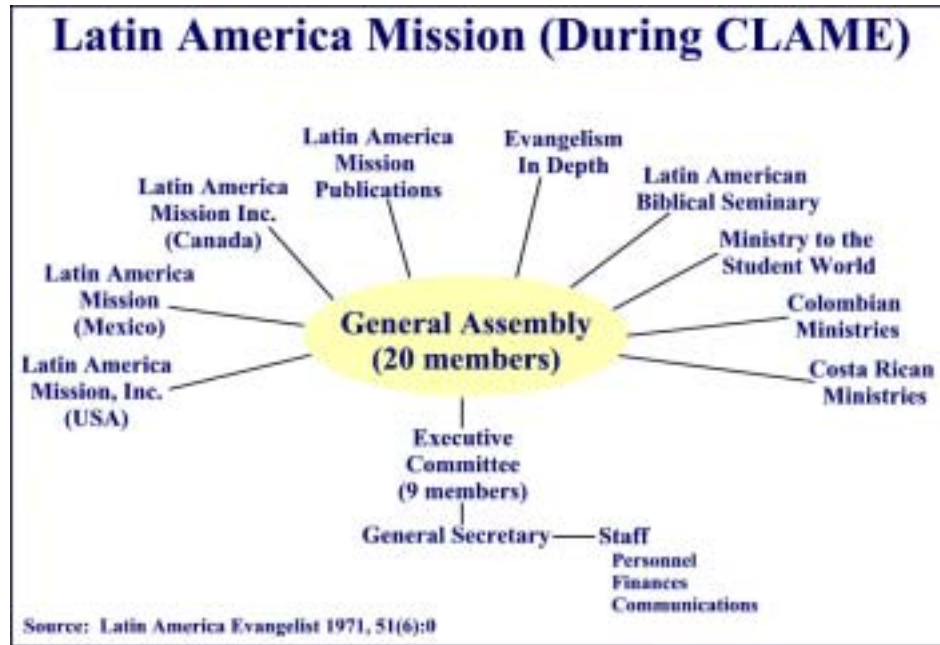 Latin America Mission (During CLAME)
Latin America
Mission
Publications
Evangelism
In Depth
Latin America
Mission Inc.
(Canada)
Latin American
Biblical Seminary
Latin America
Mission
(Mexico)
Ministry to the
Student World
Latin America
Mission, Inc.
(USA)
Colombian
Ministries
Costa Rican
Ministries
General Assembly
(20 members)
Executive
Committee
(9 members)
General Secretary
Staff
Personnel
Finances
Communications
Source: Latin America Evangelist 1971, 51(6):0